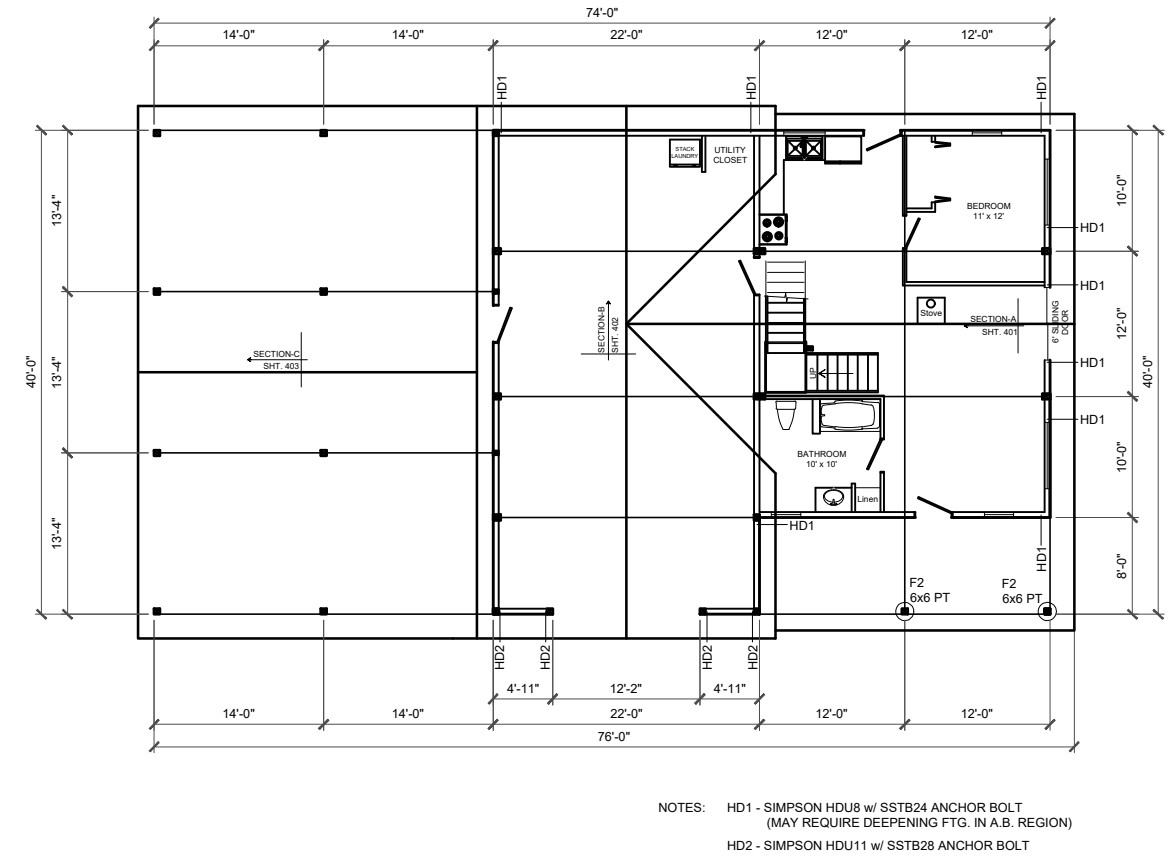 74'-0"
14'-0" 14'-0" 22'-0" 12'-0" 12'-0"
HD1 HD1 HD1
STACK
LAUNDRY
UTILITY
CLOSET
BEDROOM
11' x 12'
13'-4"
10'-0"
HD1
HD1
Stove
SECTION-A
SHT. 401
6' SLIDING
DOOR
SECTION-B
SHT. 402
SECTION-C
SHT. 403
40'-0"
13'-4"
12'-0"
40'-0"
HD1
UP
HD1
BATHROOM
10' x 10'
10'-0"
Linen
13'-4"
HD1
HD1
8'-0"
F2
6x6 PT
F2
6x6 PT
HD2 HD2 HD2 HD2
4'-11" 12'-2" 4'-11"
14'-0" 14'-0" 22'-0" 12'-0" 12'-0"
76'-0"
NOTES: HD1 - SIMPSON HDU8 w/ SSTB24 ANCHOR BOLT
(MAY REQUIRE DEEPENING FTG. IN A.B. REGION)
HD2 - SIMPSON HDU11 w/ SSTB28 ANCHOR BOLT